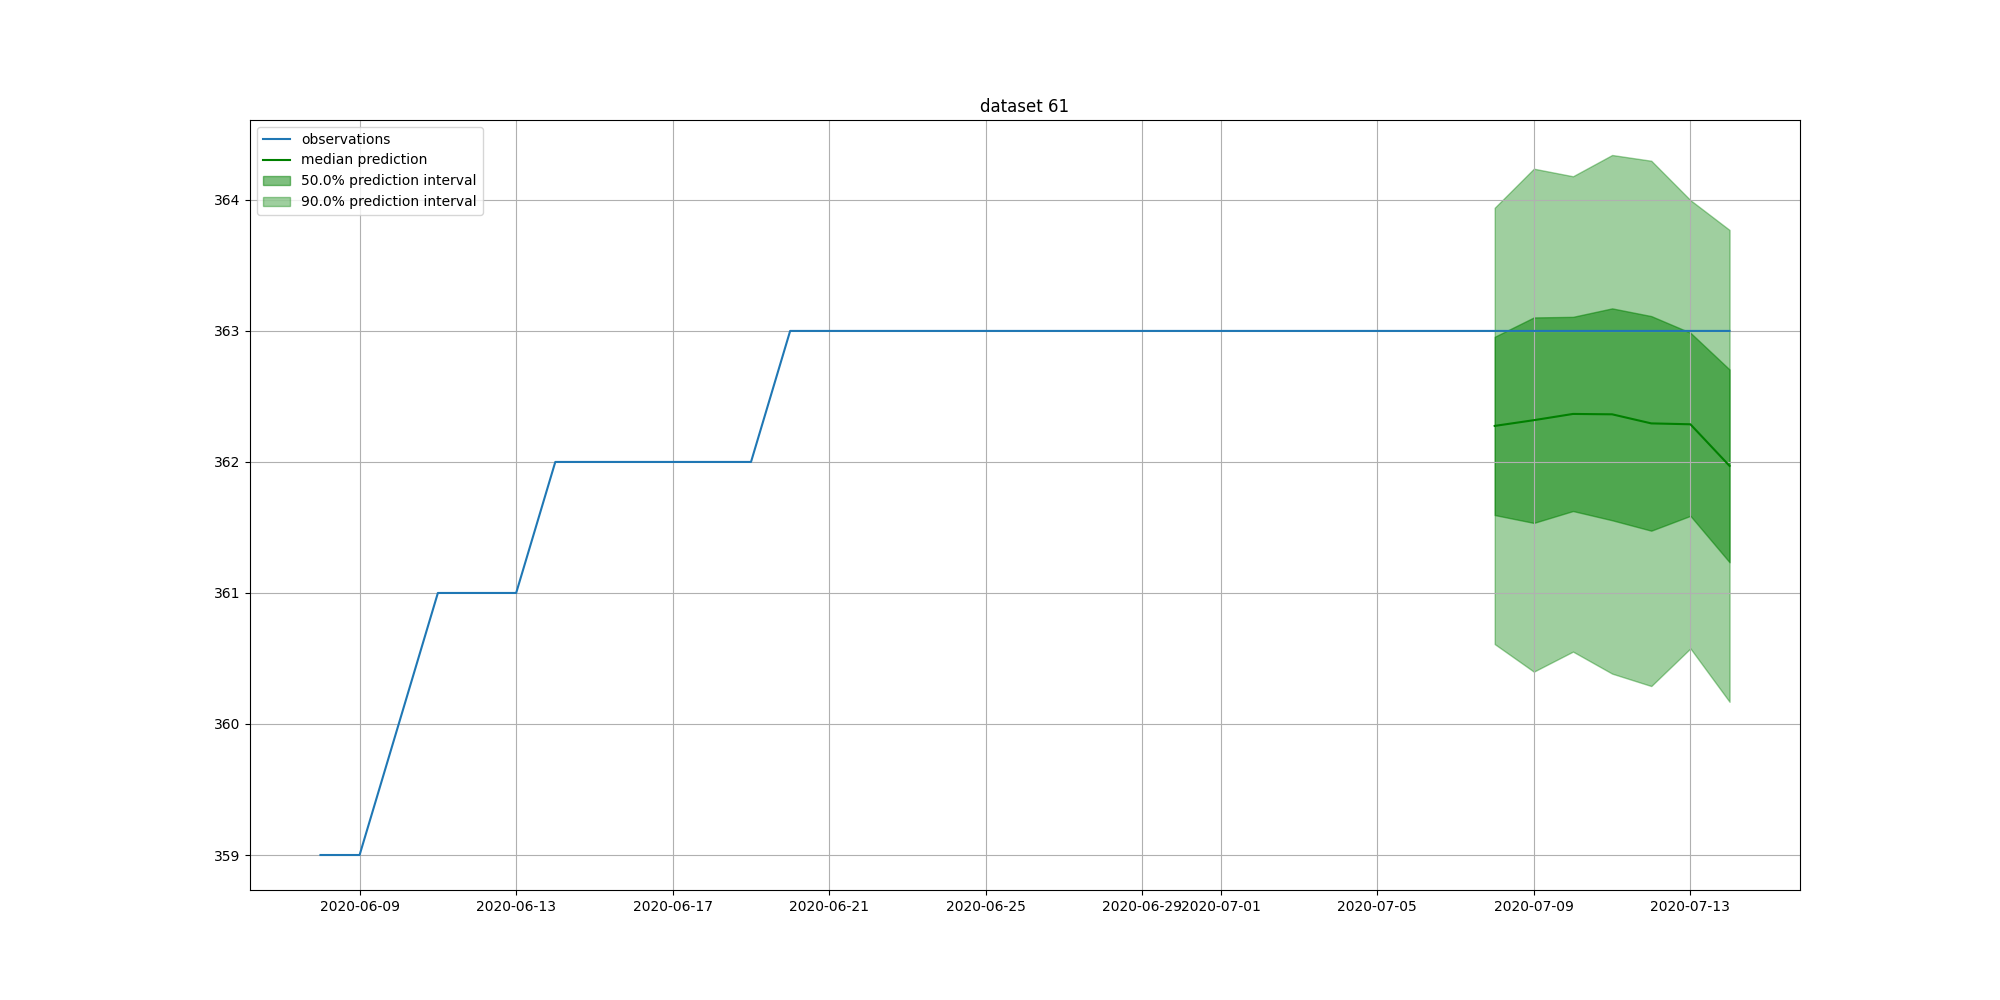 dataset 61
observations
median prediction
50.0% prediction interval
90.0% prediction interval
364
363
362
361
360
359
2020-06-09 2020-06-13 2020-06-17 2020-06-21 2020-06-25 2020-06-29 2020-07-01 2020-07-05 2020-07-09 2020-07-13